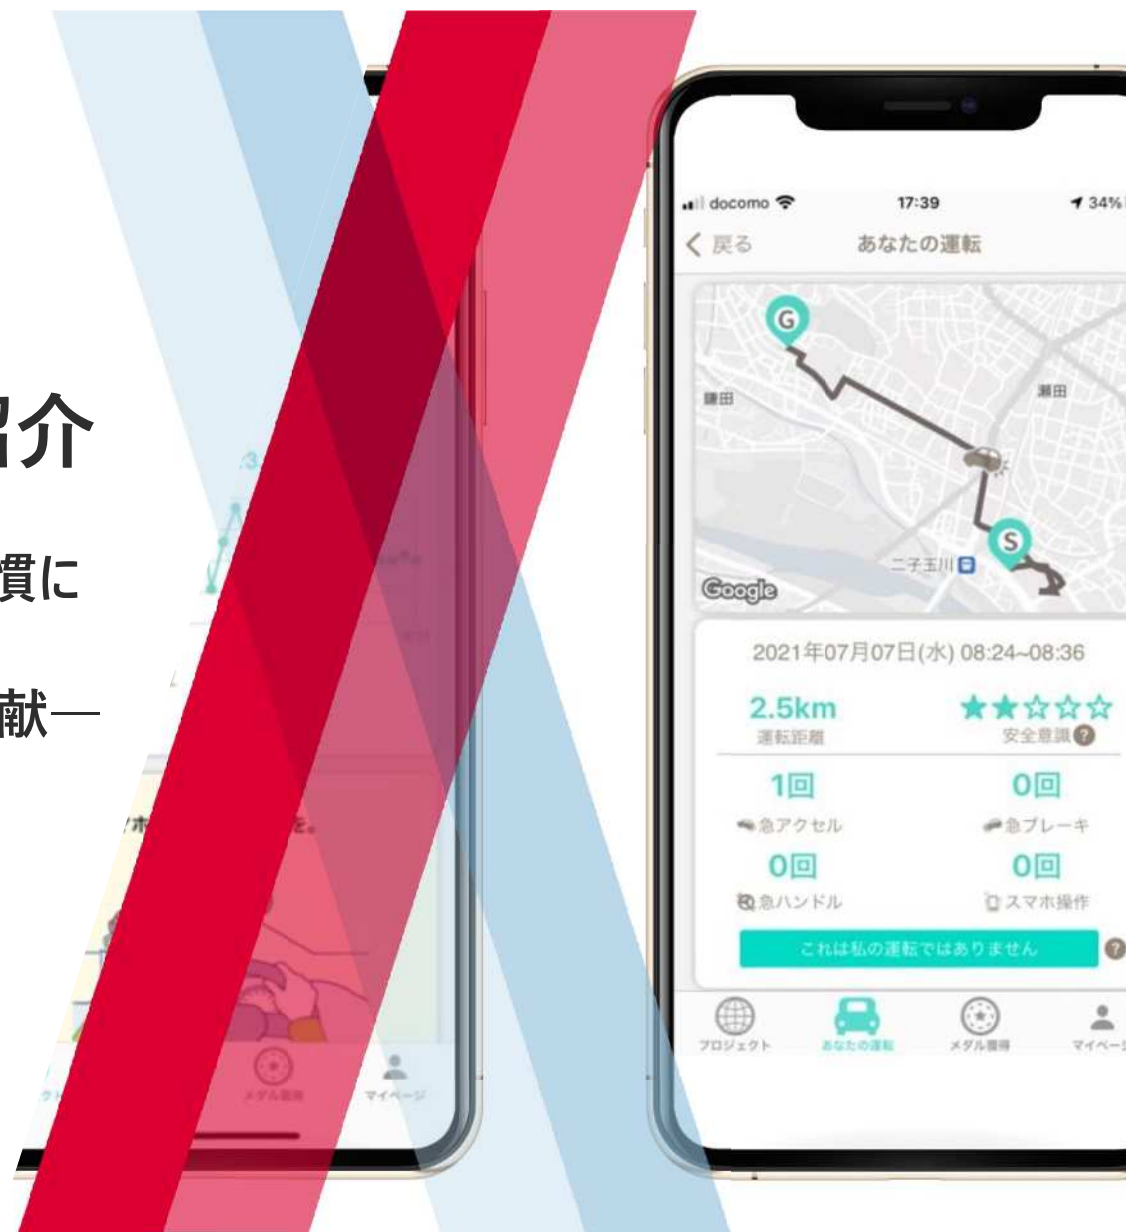 紹介
慣に
献―
docomo 17:39 34%
戻る あなたの運転
G
鎌田
瀬田
S
二子玉川
Google
2021年07月07日(水) 08:24~08:36
2.5km ★★☆☆☆
運転距離 安全意識 ?
1回 0回
急アクセル 急ブレーキ
0回 0回
急ハンドル スマホ操作
これは私の運転ではありません ?
プロジェクト あなたの運転 メダル獲得 マイページ
を。
メダル獲得 マイページ